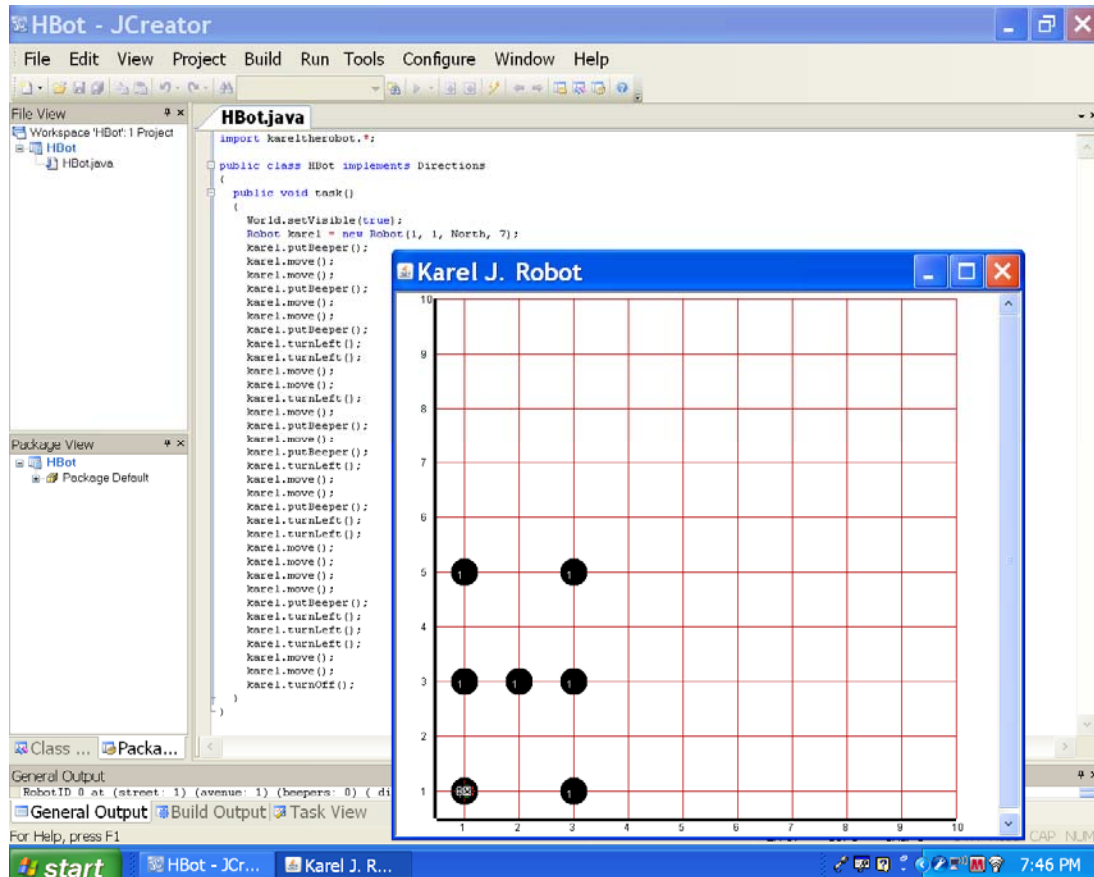 HBot - JCreator
File Edit View Project Build Run Tools Configure Window Help
File View
HBot.java
Workspace 'HBot': 1 Project
HBot
HBot.java
import kareltherobot.*;
public class HBot implements Directions
{
public void task()
{
World.setVisible(true);
Robot karel = new Robot(1, 1, North, 7);
karel.putBeeper();
karel.move();
karel.move();
karel.putBeeper();
karel.move();
karel.move();
karel.putBeeper();
karel.turnLeft();
karel.turnLeft();
karel.move();
karel.move();
karel.turnLeft();
karel.move();
karel.putBeeper();
karel.move();
karel.putBeeper();
karel.turnLeft();
karel.move();
karel.move();
karel.putBeeper();
karel.turnLeft();
karel.turnLeft();
karel.move();
karel.move();
karel.move();
karel.move();
karel.putBeeper();
karel.turnLeft();
karel.turnLeft();
karel.turnLeft();
karel.move();
karel.move();
karel.turnOff();
}
}
Package View
HBot
Package Default
Class ... Packa...
Karel J. Robot
10
9
8
7
6
5 1 1
4
3 1 1 1
2
1 1
1 2 3 4 5 6 7 8 9 10
General Output
RobotID 0 at (street: 1) (avenue: 1) (beepers: 0) ( di
General Output Build Output Task View
For Help, press F1
CAP NUM
start HBot - JCr... Karel J. R... 7:46 PM